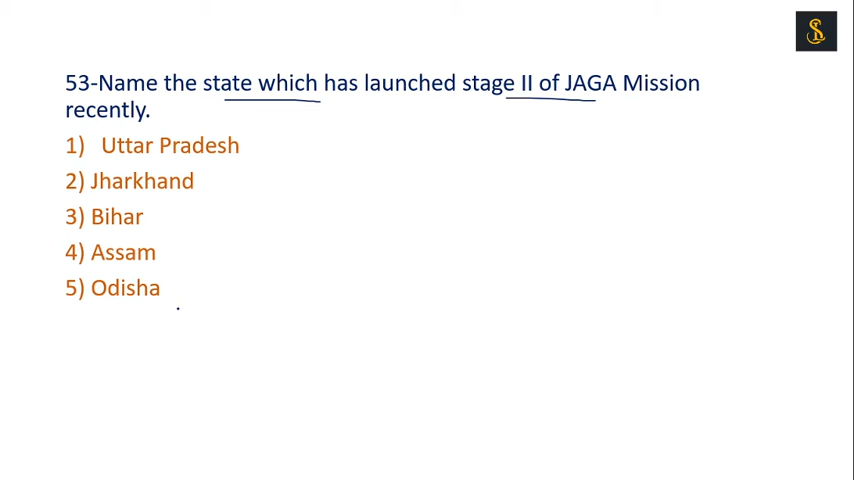 53-Name the state which has launched stage II of JAGA Mission
recently.
1) Uttar Pradesh
2) Jharkhand
3) Bihar
4) Assam
5) Odisha